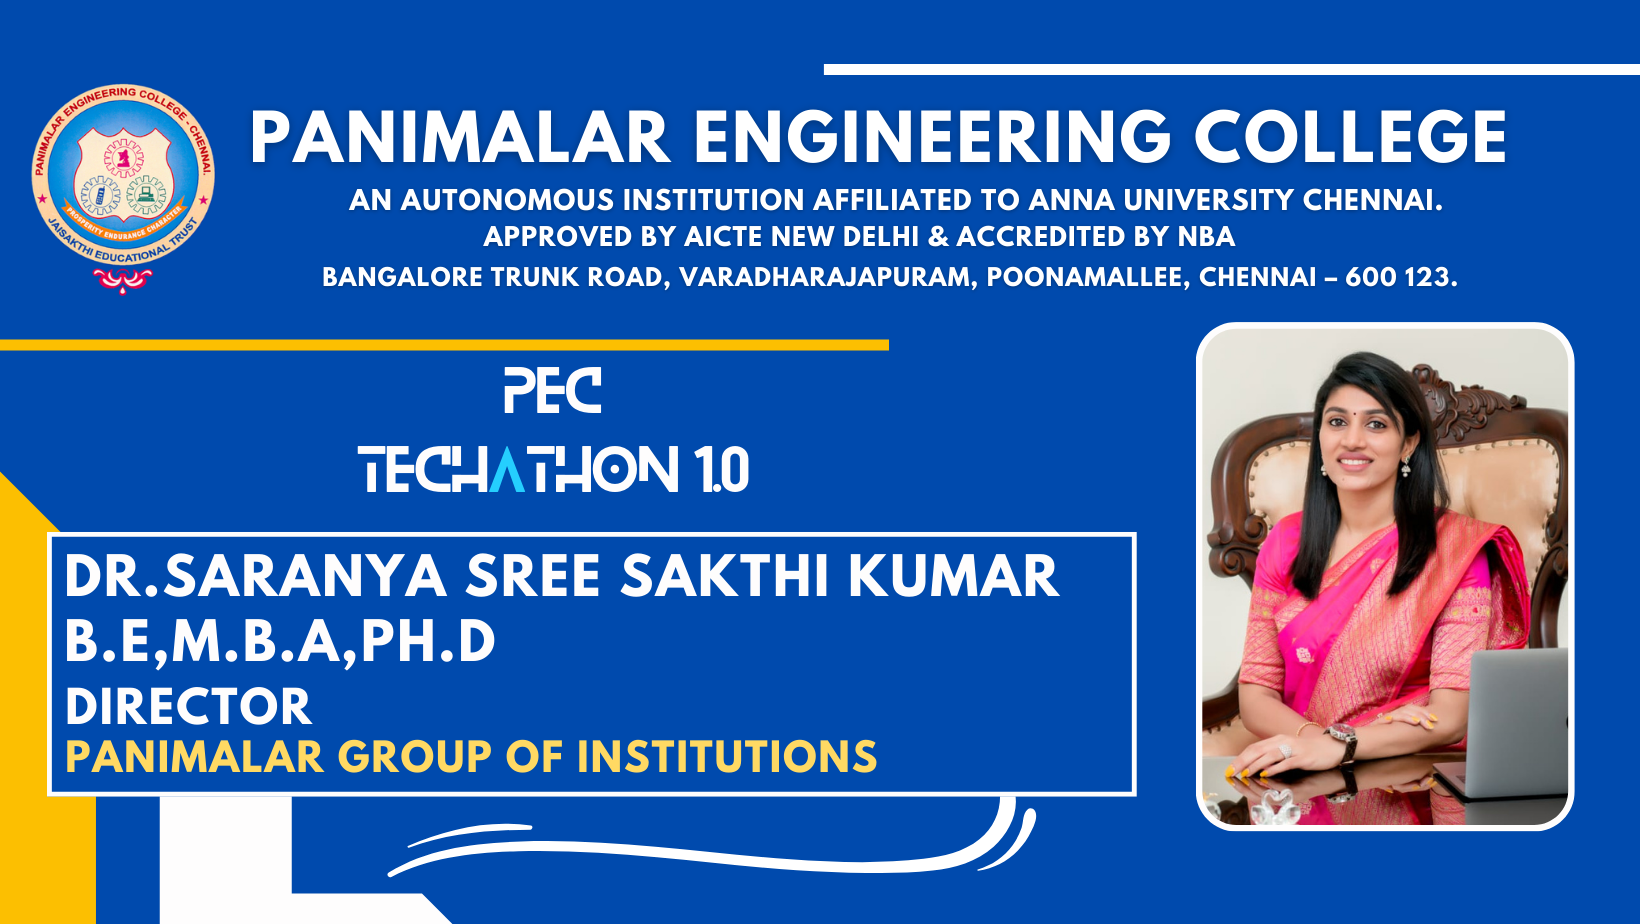 PANIMALAR ENGINEERING COLLEGE - CHENNAI.
PROSPERITY ENDURANCE CHARACTER
JAISAKTHI EDUCATIONAL TRUST
PANIMALAR ENGINEERING COLLEGE
AN AUTONOMOUS INSTITUTION AFFILIATED TO ANNA UNIVERSITY CHENNAI.
APPROVED BY AICTE NEW DELHI & ACCREDITED BY NBA
BANGALORE TRUNK ROAD, VARADHARAJAPURAM, POONAMALLEE, CHENNAI – 600 123.
PEC
TECHATHON 1.0
DR.SARANYA SREE SAKTHI KUMAR
B.E,M.B.A,PH.D
DIRECTOR
PANIMALAR GROUP OF INSTITUTIONS